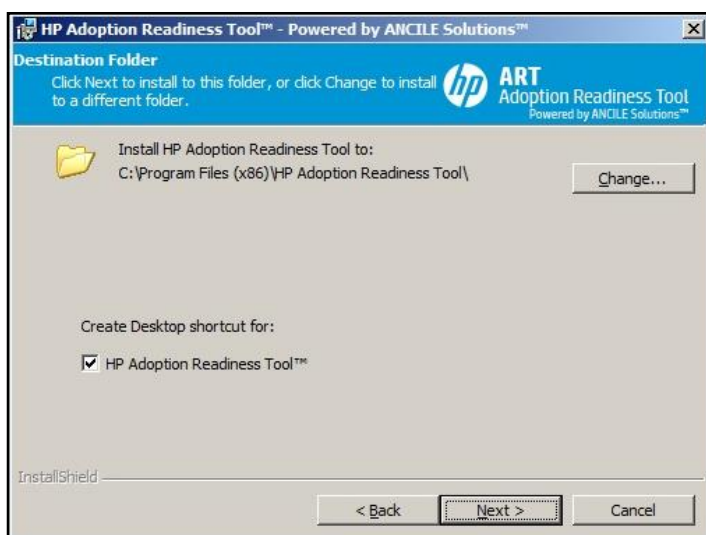 HP Adoption Readiness Tool™ - Powered by ANCILE Solutions™
Destination Folder
Click Next to install to this folder, or click Change to install
to a different folder.
hp
ART
Adoption Readiness Tool
Powered by ANCILE Solutions™
Install HP Adoption Readiness Tool to:
C:\Program Files (x86)\HP Adoption Readiness Tool\
Change...
Create Desktop shortcut for:
HP Adoption Readiness Tool™
InstallShield
< Back
Next >
Cancel